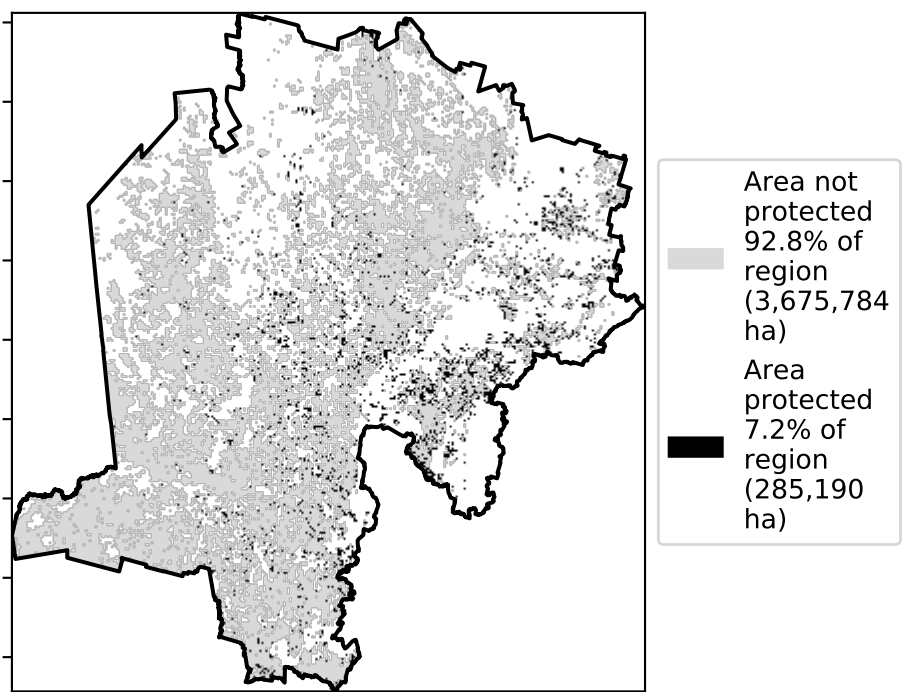 Area not
protected
92.8% of
region
(3,675,784
ha)
Area
protected
7.2% of
region
(285,190
ha)